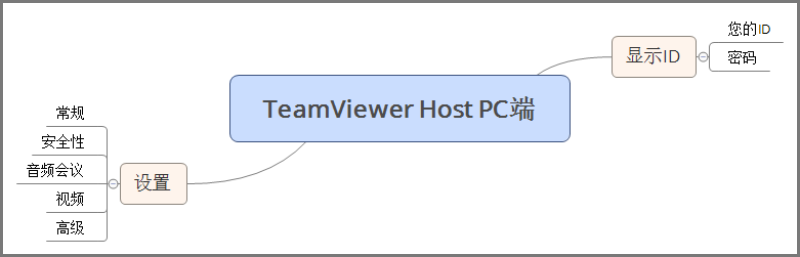 TeamViewer Host PC端
显示ID
您的ID
密码
设置
常规
安全性
音频会议
视频
高级